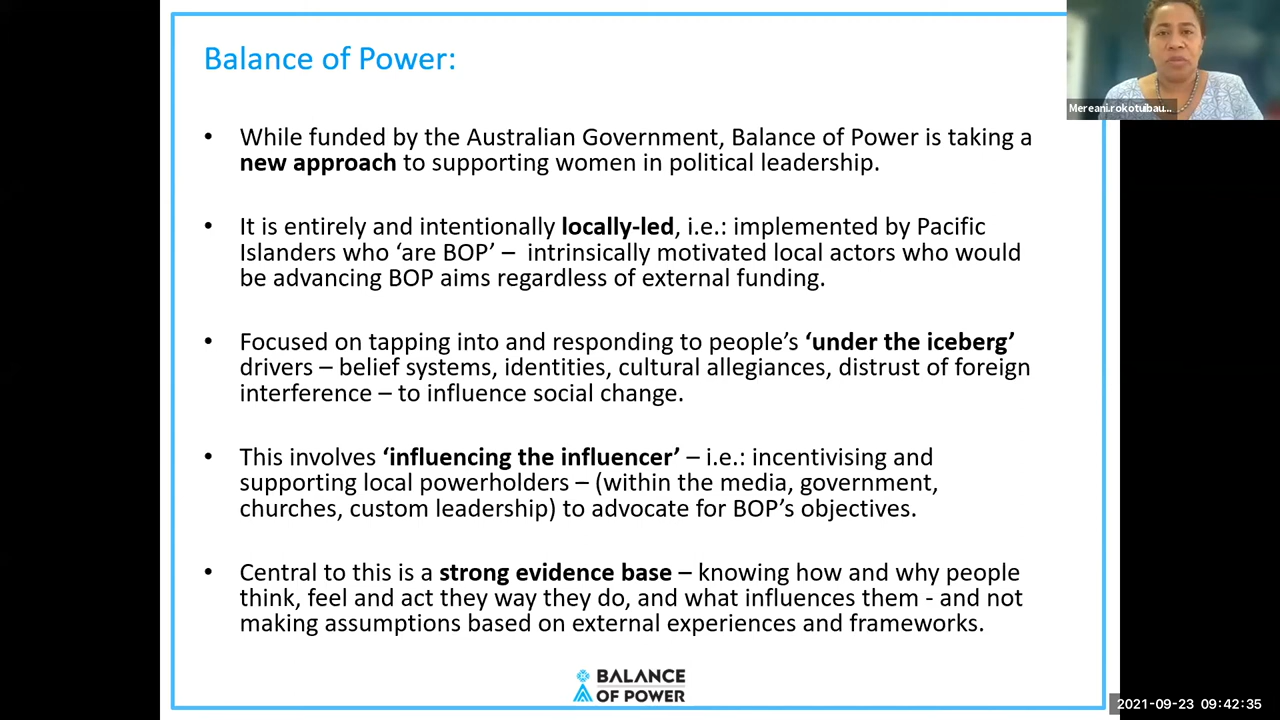 Balance of Power:
• While funded by the Australian Government, Balance of Power is taking a
new approach to supporting women in political leadership.
• It is entirely and intentionally locally-led, i.e.: implemented by Pacific
Islanders who ‘are BOP’ – intrinsically motivated local actors who would
be advancing BOP aims regardless of external funding.
• Focused on tapping into and responding to people’s ‘under the iceberg’
drivers – belief systems, identities, cultural allegiances, distrust of foreign
interference – to influence social change.
• This involves ‘influencing the influencer’ – i.e.: incentivising and
supporting local powerholders – (within the media, government,
churches, custom leadership) to advocate for BOP’s objectives.
• Central to this is a strong evidence base – knowing how and why people
think, feel and act they way they do, and what influences them - and not
making assumptions based on external experiences and frameworks.
BALANCE
OF POWER
Mereani.rokotuibau...
2021-09-23 09:42:35